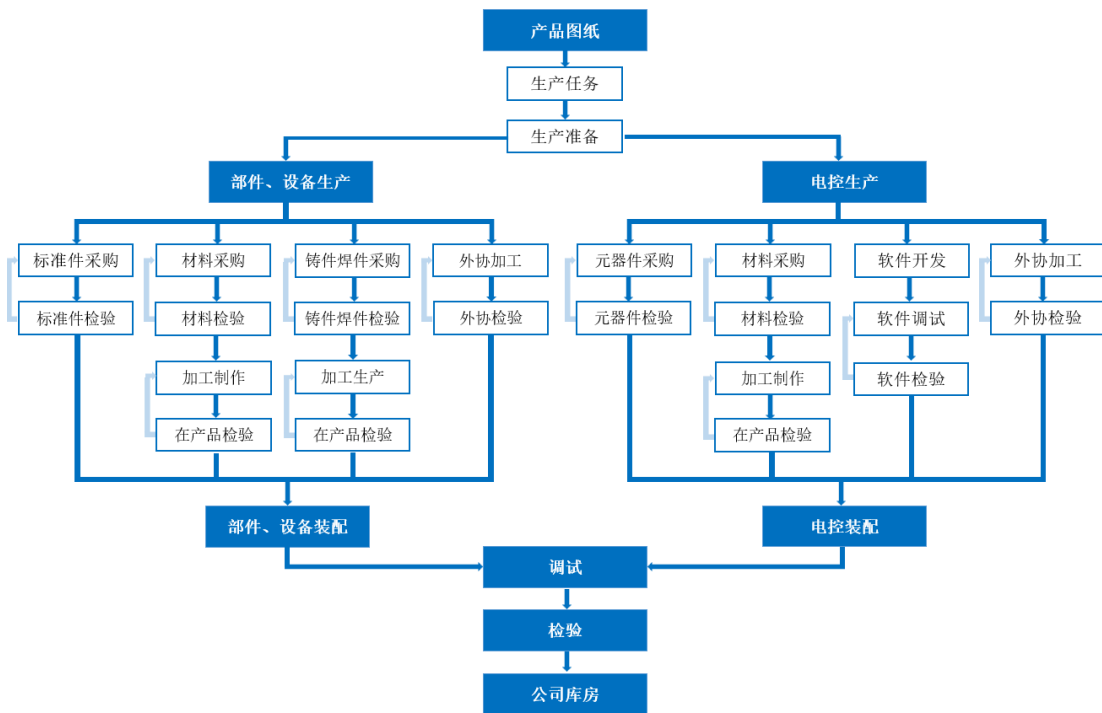 产品图纸
生产任务
生产准备
部件、设备生产
电控生产
标准件采购
材料采购
铸件焊件采购
外协加工
元器件采购
材料采购
软件开发
外协加工
标准件检验
材料检验
铸件焊件检验
外协检验
元器件检验
材料检验
软件调试
外协检验
加工制作
加工生产
加工制作
软件检验
在产品检验
在产品检验
在产品检验
部件、设备装配
电控装配
调试
检验
公司库房